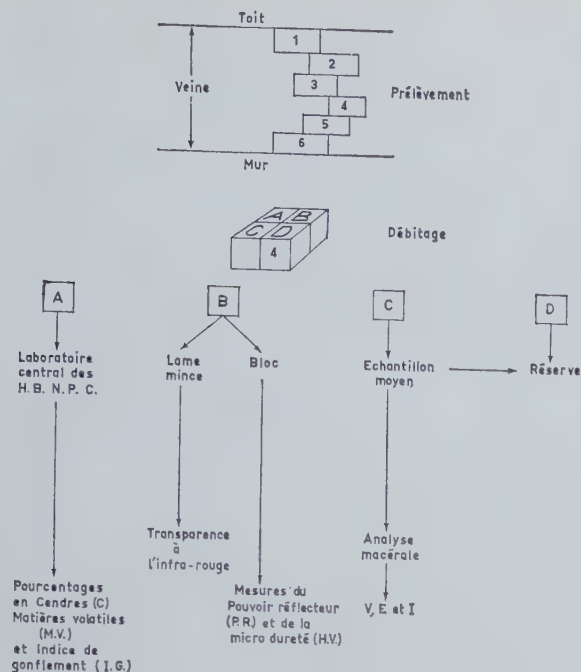 Toit
1
2
Veine
3
Prélèvement
4
5
6
Mur
A B
C D
4
Débitage
A
B
C
D
Laboratoire
central des
H.B.N.P.C.
Lame
mince
Bloc
Echantillon
moyen
Réserve
Transparence
à
l'infra-rouge
Analyse
macérale
Pourcentages
en Cendres (C)
Matières volatiles
(M.V.)
et indice de
gonflement (I.G.)
Mesures du
Pouvoir réflecteur
(P.R.) et de la
micro dureté (H.V.)
V, E et I